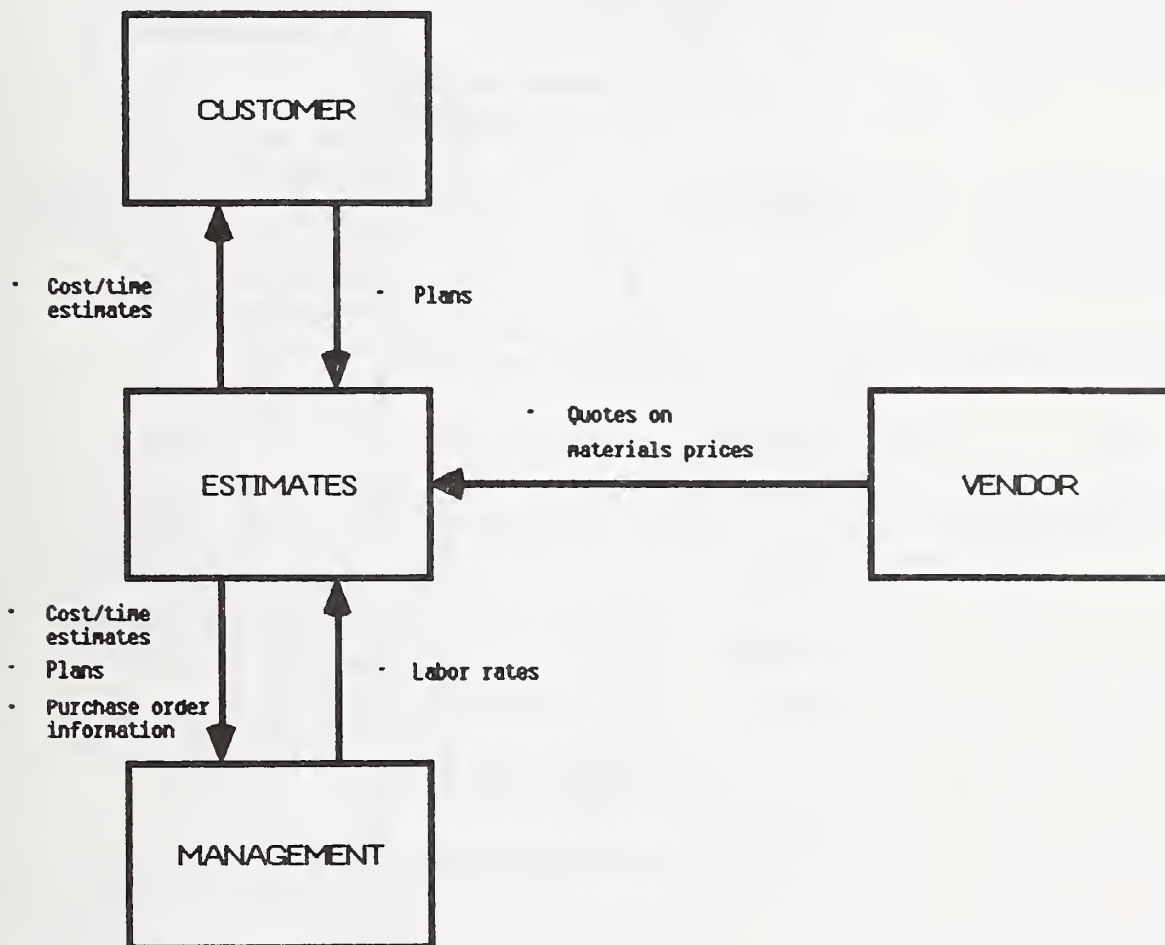 CUSTOMER
· Cost/time
estimates
· Plans
· Quotes on
materials prices
ESTIMATES
VENDOR
· Cost/time
estimates
· Plans
· Purchase order
information
· Labor rates
MANAGEMENT